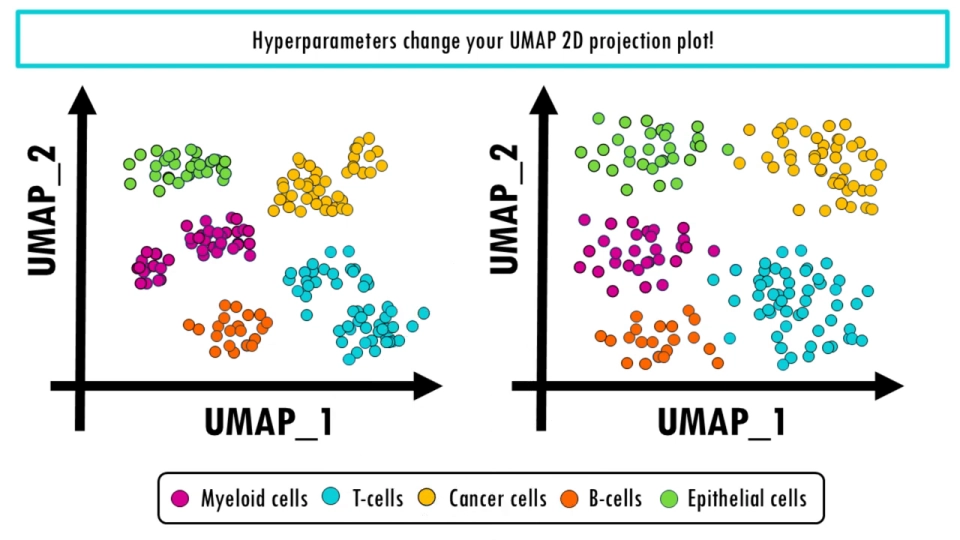 Hyperparameters change your UMAP 2D projection plot!
UMAP_2
UMAP_1
UMAP_2
UMAP_1
Myeloid cells
T-cells
Cancer cells
B-cells
Epithelial cells